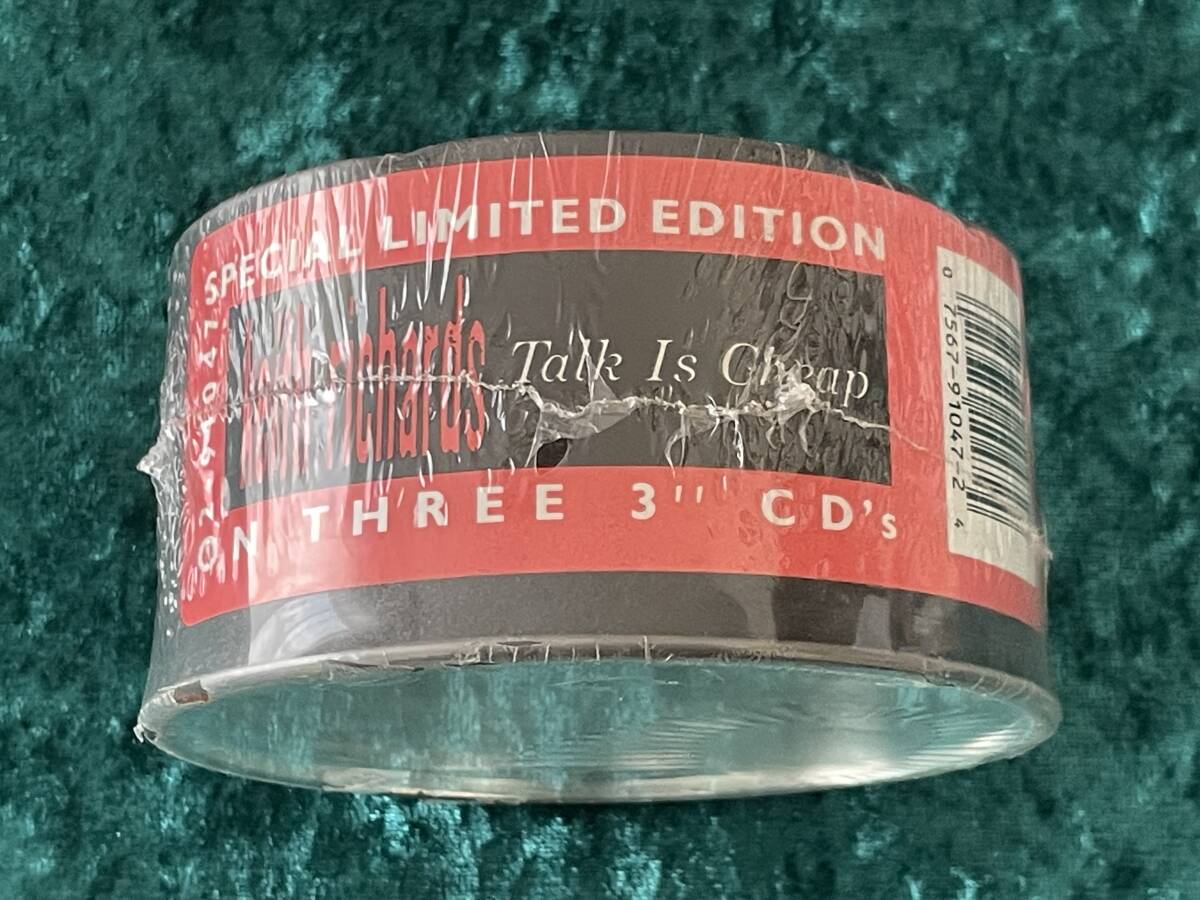 SPECIAL LIMITED EDITION
keith richards
Talk Is Cheap
ON THREE 3" CD's
0 7567-91047-2 4